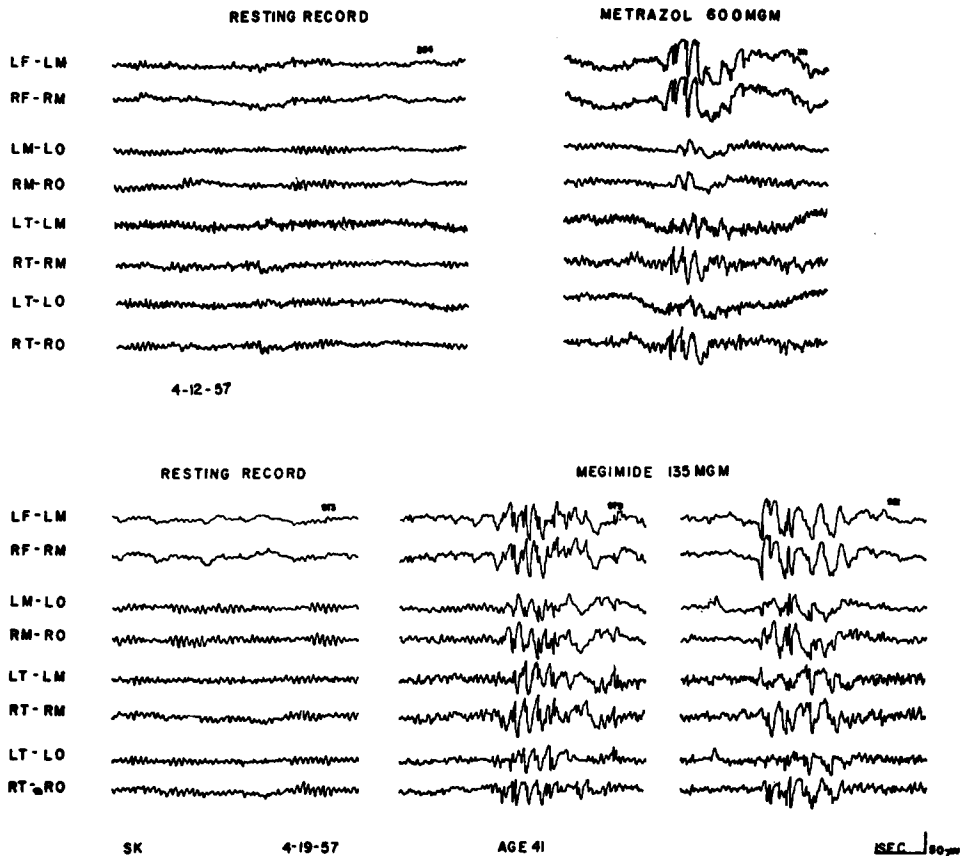 RESTING RECORD METRAZOL 600MGM
LF-LM
RF-RM
LM-LO
RM-RO
LT-LM
RT-RM
LT-LO
RT-RO
4-12-57
RESTING RECORD MEGIMIDE 135 MGM
LF-LM
RF-RM
LM-LO
RM-RO
LT-LM
RT-RM
LT-LO
RT-RO
SK 4-19-57 AGE 41 1SEC